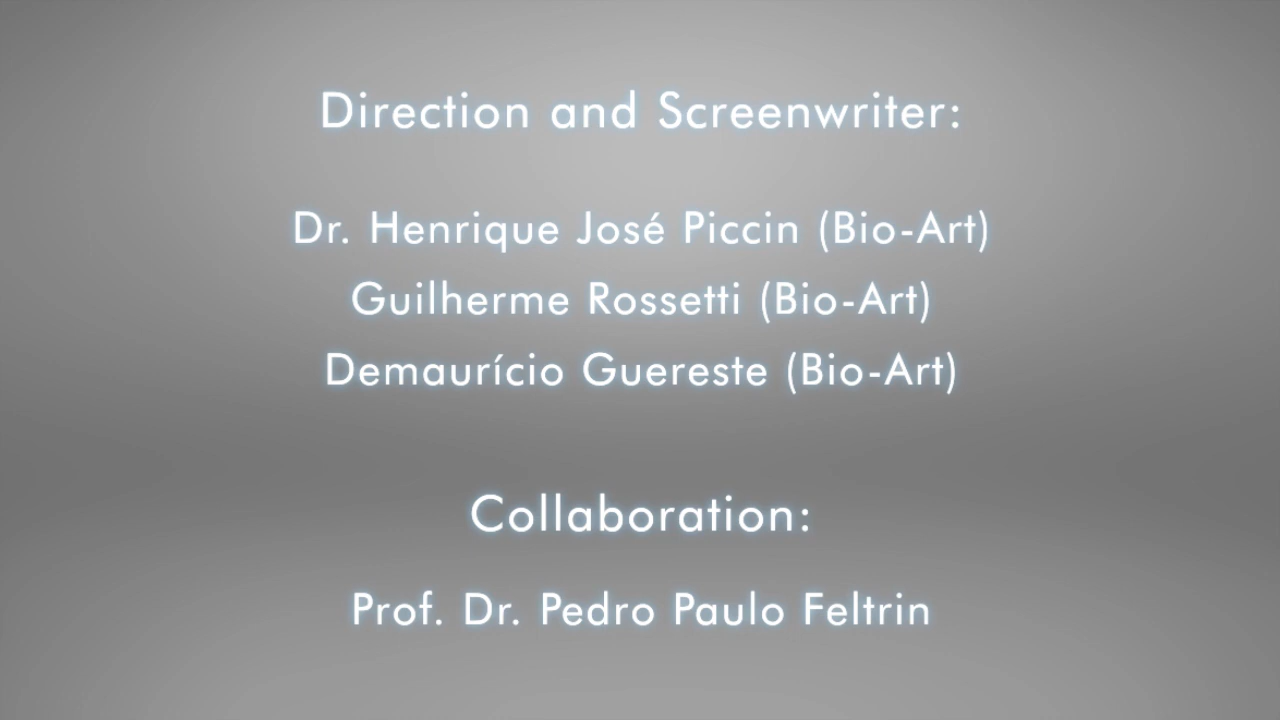 Direction and Screenwriter:
Dr. Henrique José Piccin (Bio-Art)
Guilherme Rossetti (Bio-Art)
Demaurício Guereste (Bio-Art)
Collaboration:
Prof. Dr. Pedro Paulo Feltrin